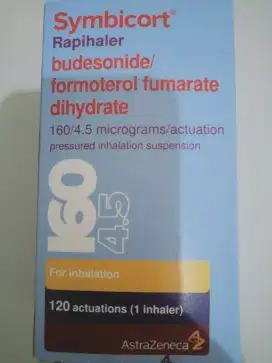 Symbicort®
Rapihaler
budesonide/
formoterol fumarate
dihydrate
160/4.5 micrograms/actuation
pressured inhalation suspension
160
4.5
For inhalation
120 actuations (1 inhaler)
AstraZeneca